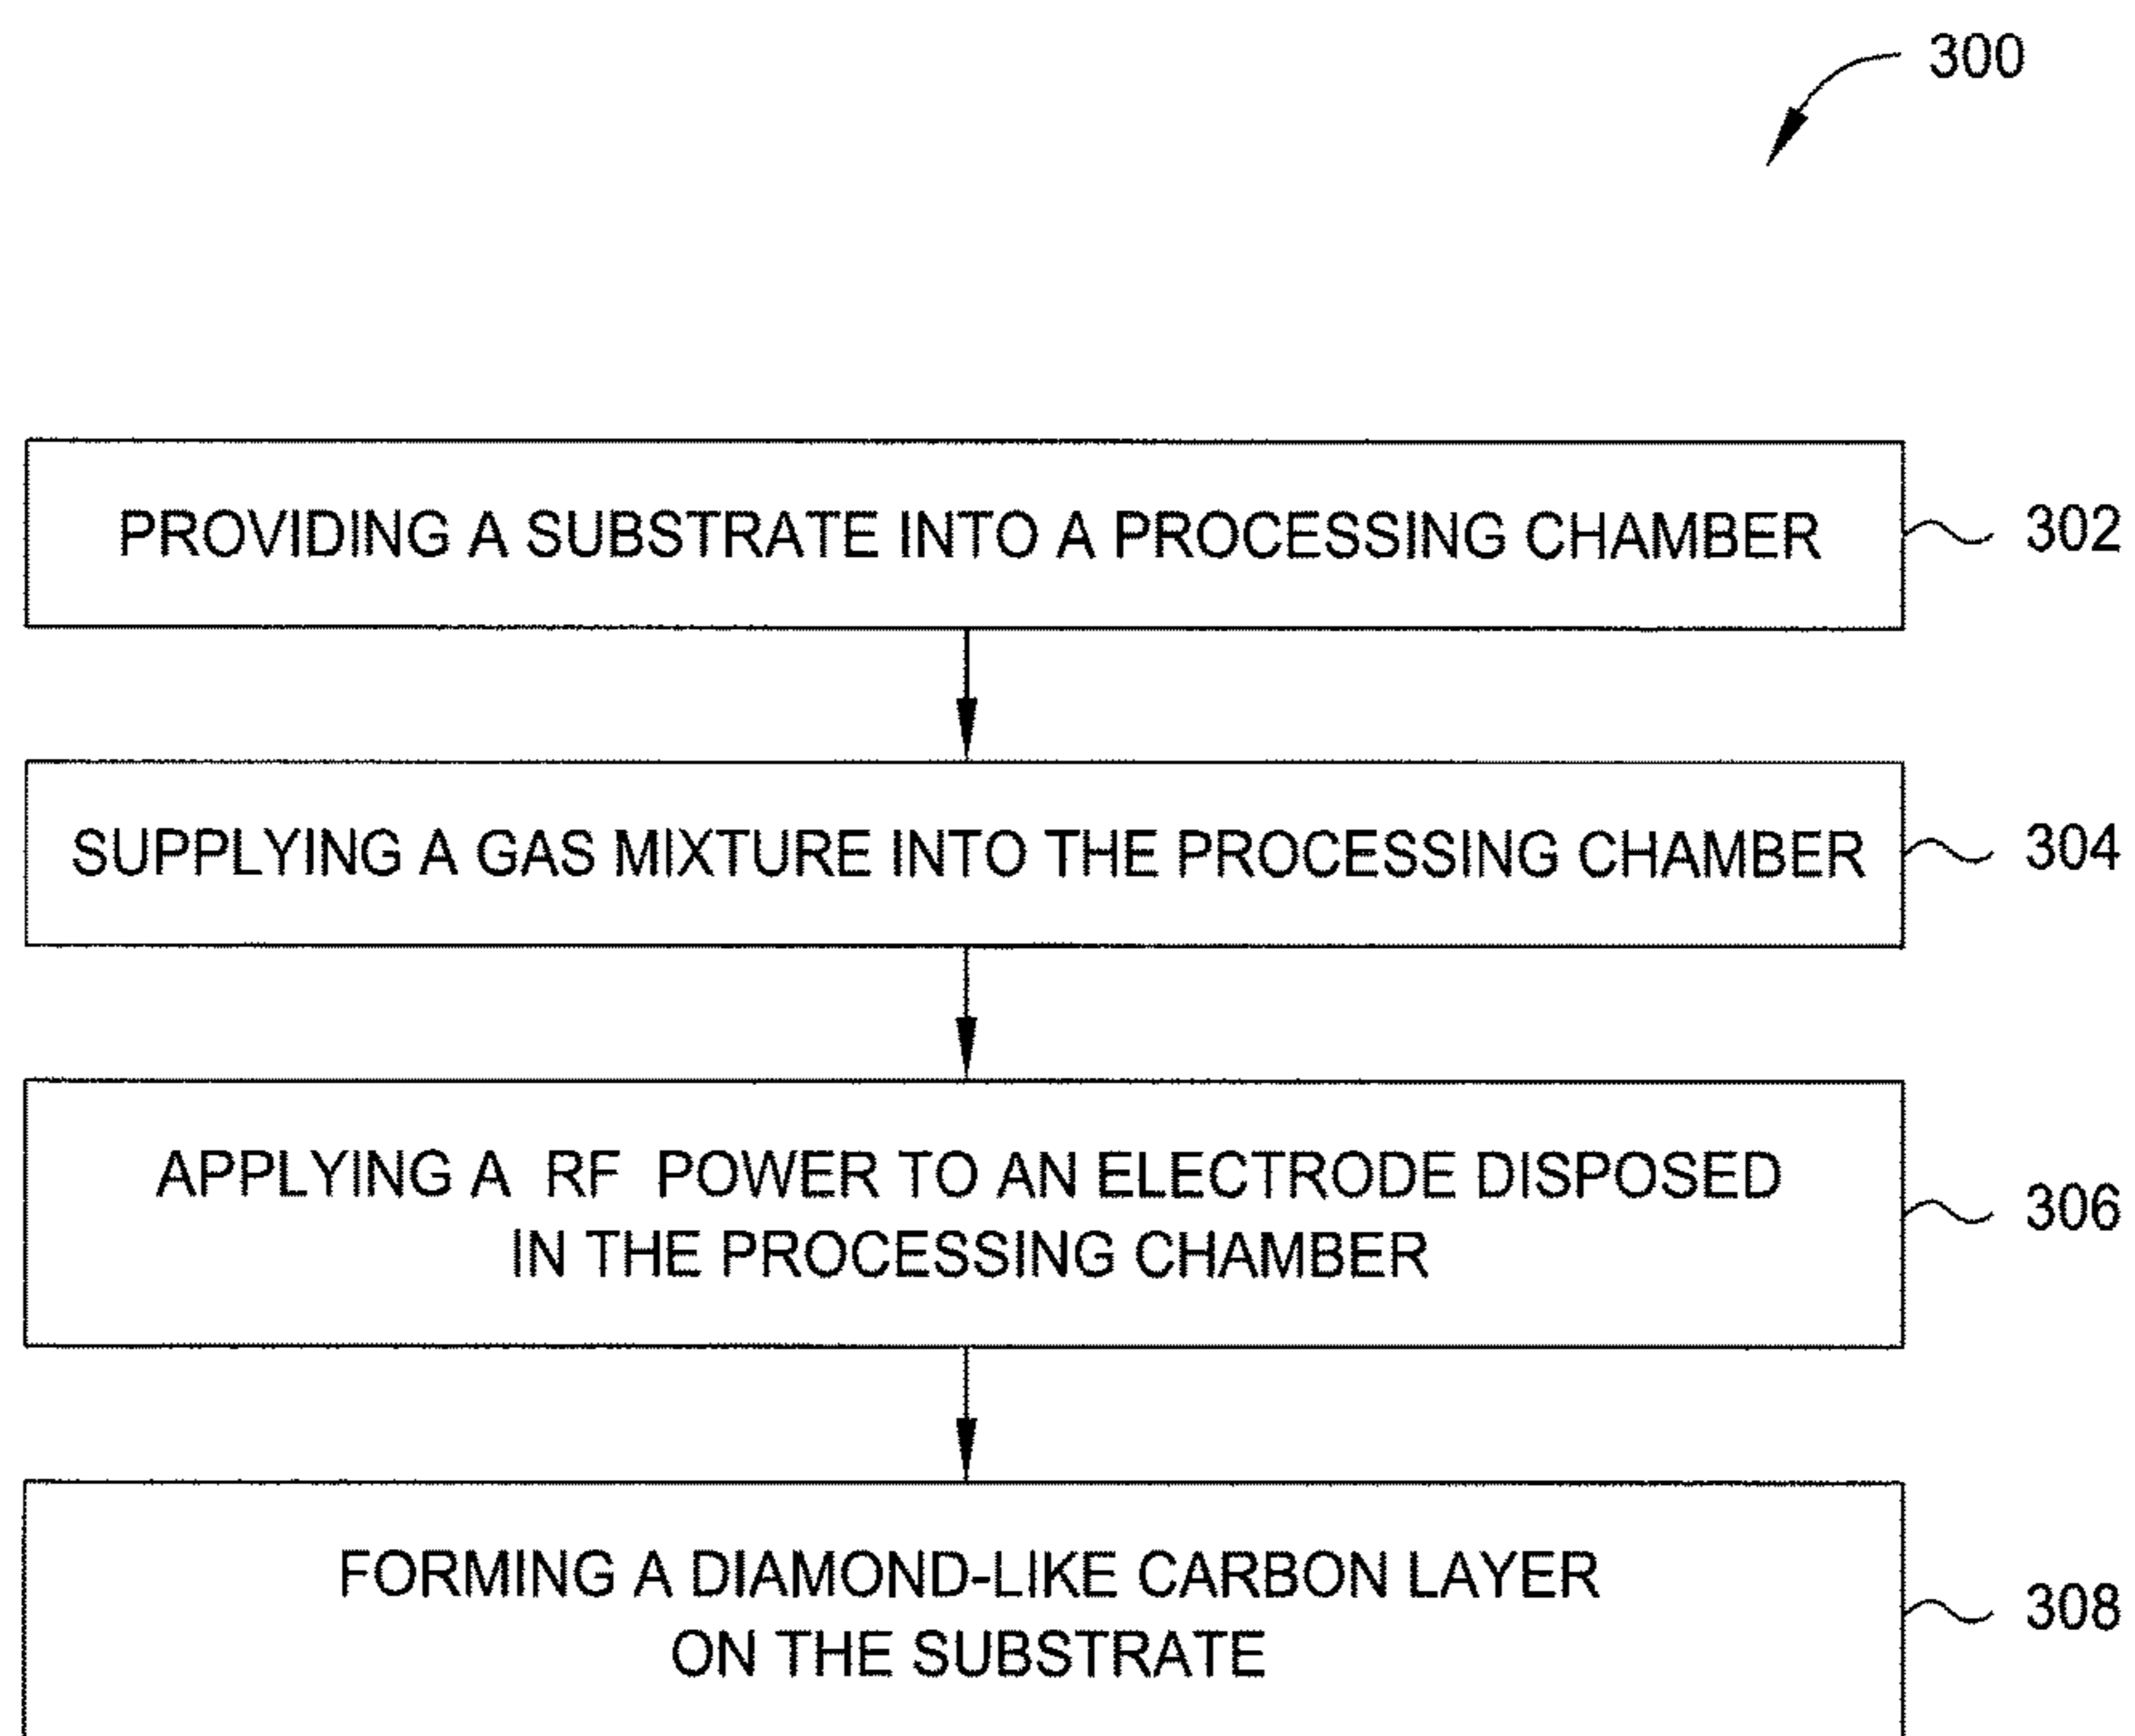 300
PROVIDING A SUBSTRATE INTO A PROCESSING CHAMBER
302
SUPPLYING A GAS MIXTURE INTO THE PROCESSING CHAMBER
304
APPLYING A RF POWER TO AN ELECTRODE DISPOSED
IN THE PROCESSING CHAMBER
306
FORMING A DIAMOND-LIKE CARBON LAYER
ON THE SUBSTRATE
308